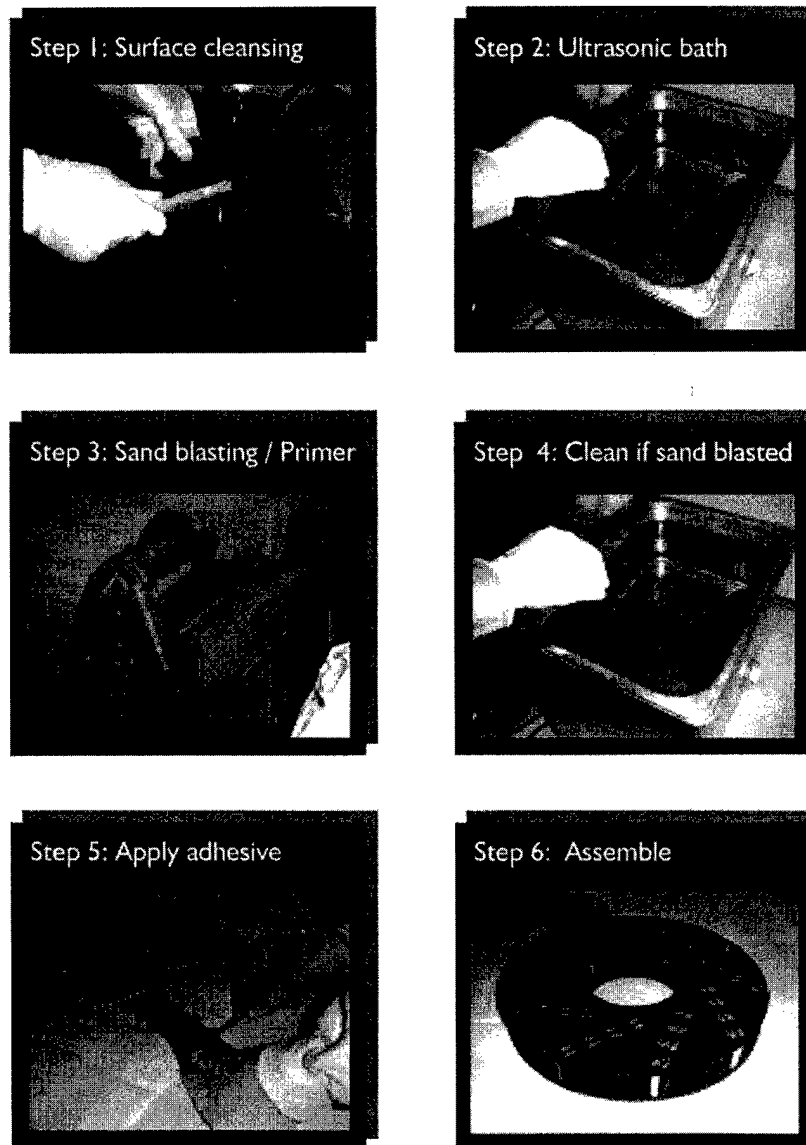 Step 1: Surface cleansing
Step 2: Ultrasonic bath
Step 3: Sand blasting / Primer
Step 4: Clean if sand blasted
Step 5: Apply adhesive
Step 6: Assemble